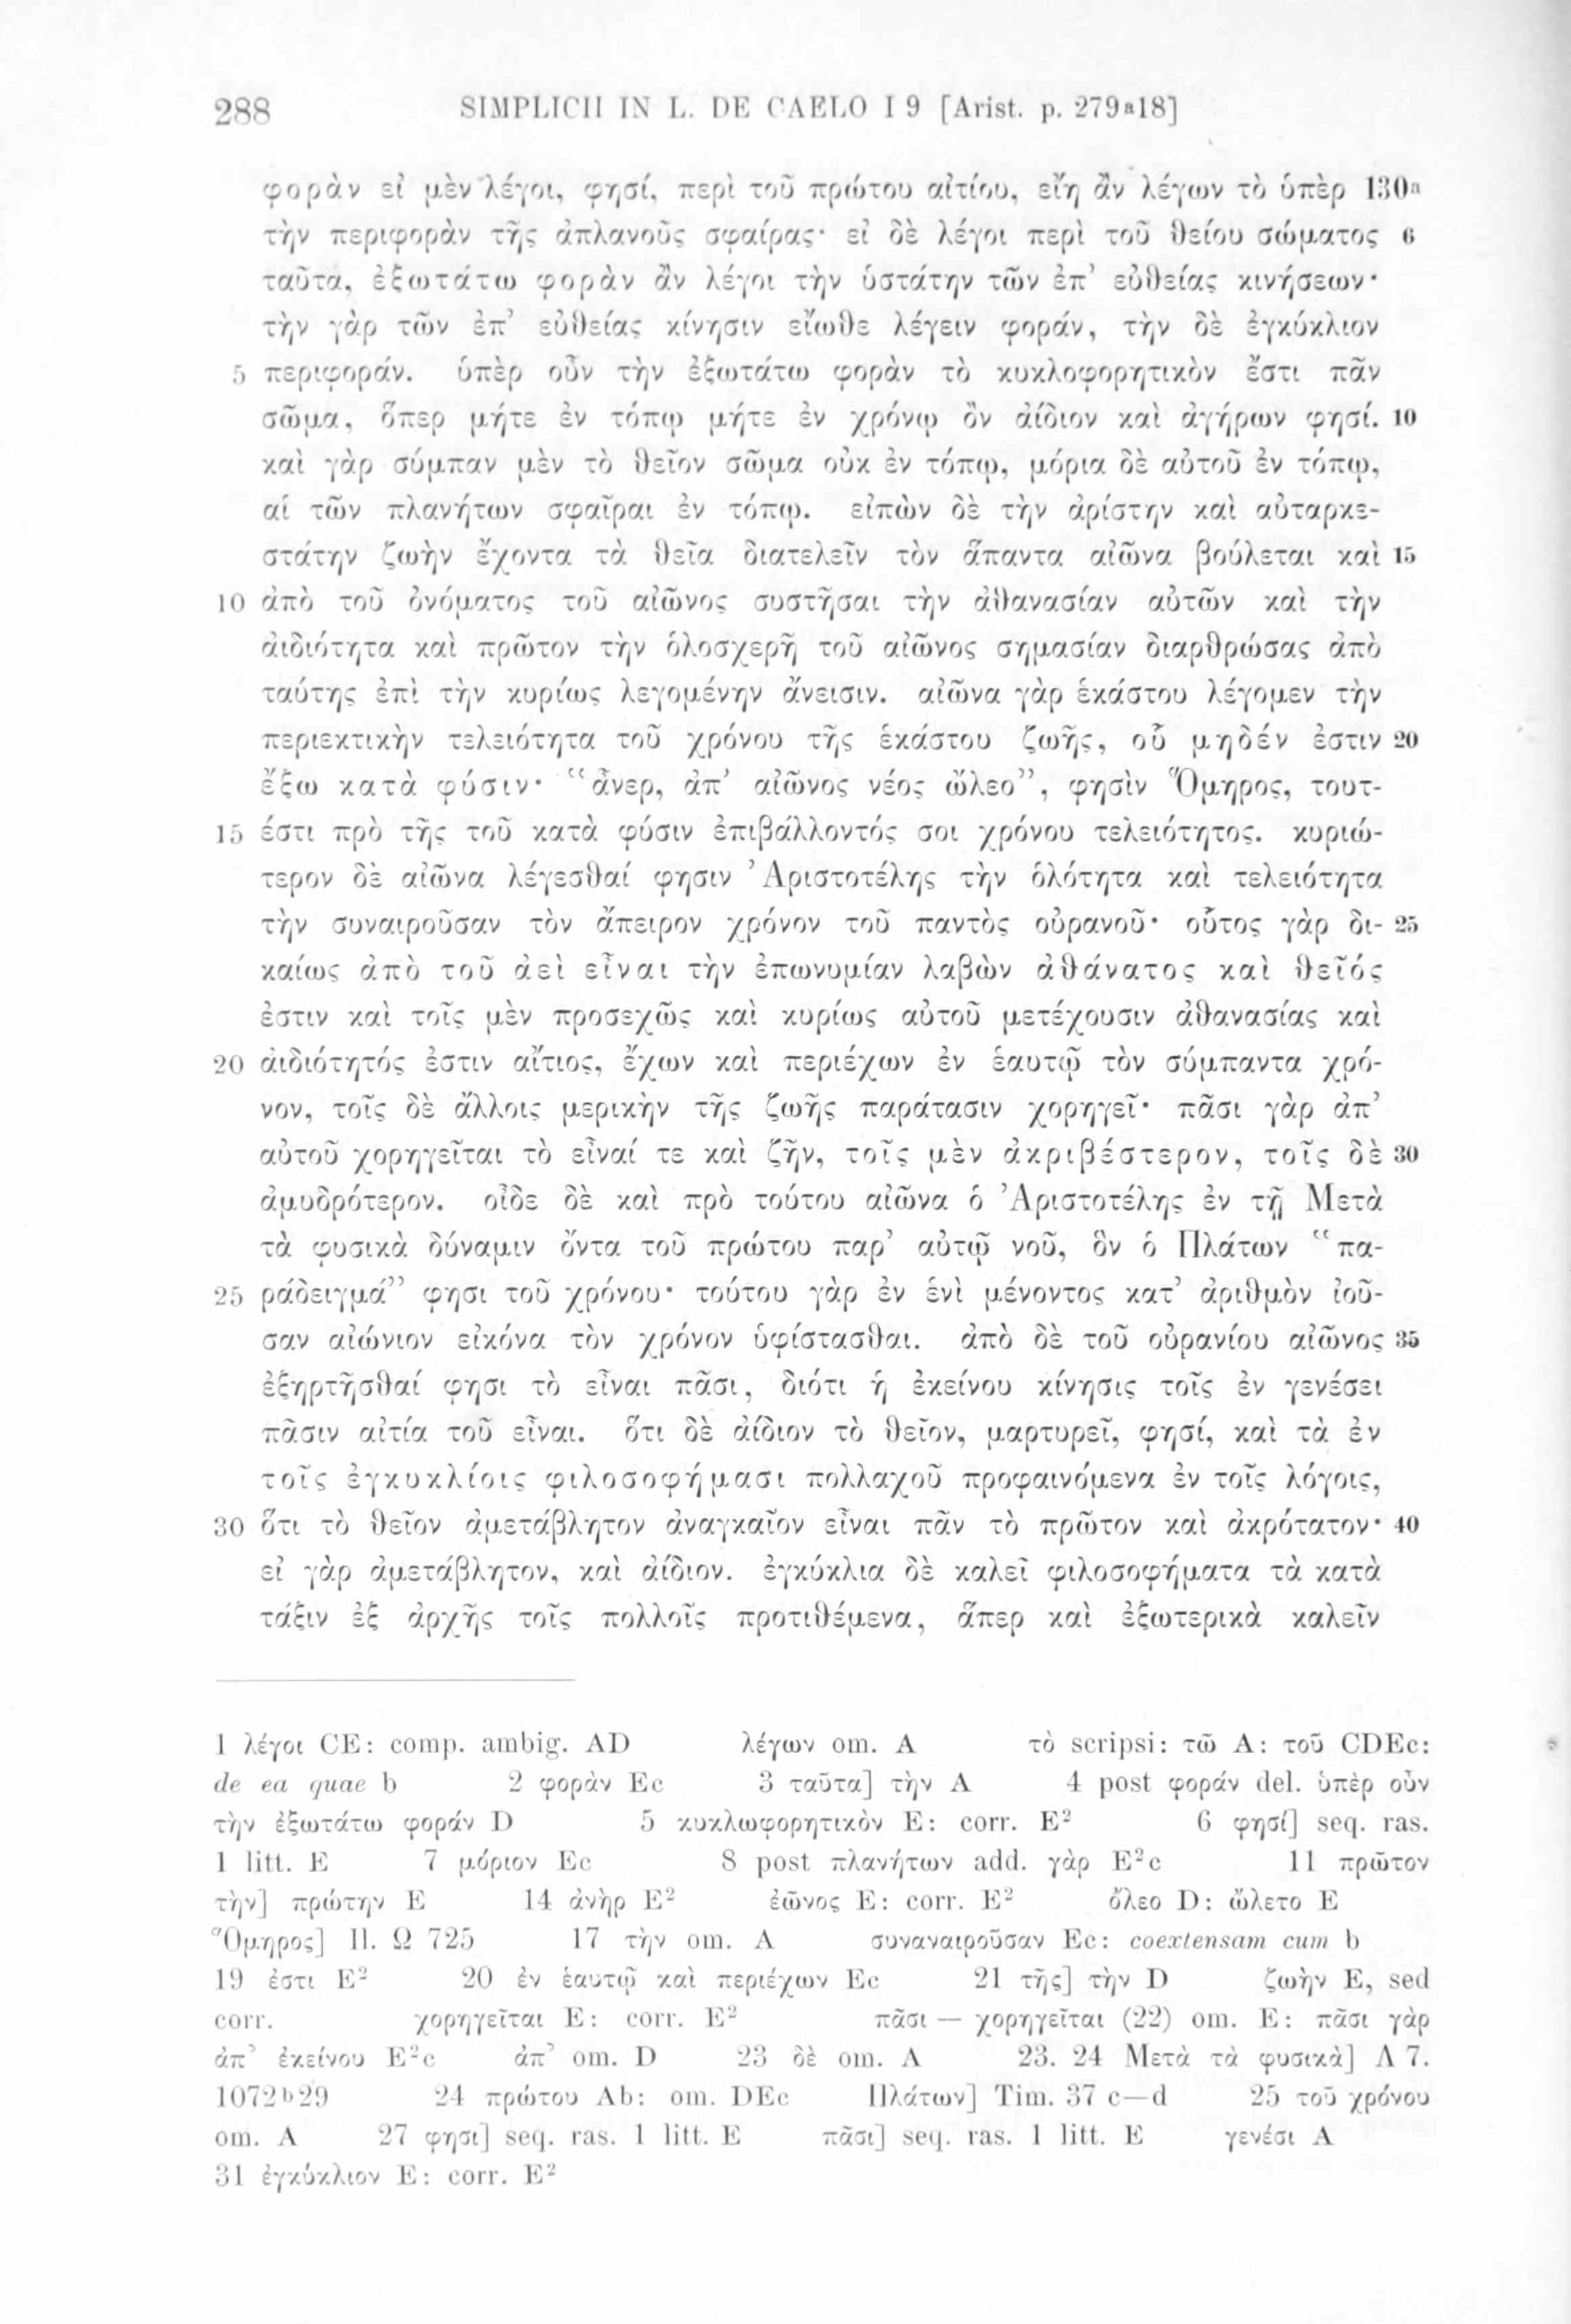 288 SIMPLICII IN L. DE CAELO I 9 [Arist. p. 279ᵃ18]
φορὰν εἰ μὲν λέγοι, φησί, περὶ τοῦ πρώτου αἰτίου, εἴη ἂν λέγων τὸ ὑπὲρ 130ᵃ
τὴν περιφορὰν τῆς ἀπλανοῦς σφαίρας· εἰ δὲ λέγοι περὶ τοῦ θείου σώματος 6
ταῦτα, ἐξωτάτω φορὰν ἂν λέγοι τὴν ὑστάτην τῶν ἐπ’ εὐθείας κινήσεων·
τὴν γὰρ τῶν ἐπ’ εὐθείας κίνησιν εἴωθε λέγειν φοράν, τὴν δὲ ἐγκύκλιον
5 περιφοράν. ὑπὲρ οὖν τὴν ἐξωτάτω φορὰν τὸ κυκλοφορητικὸν ἔστι πᾶν
σῶμα, ὅπερ μήτε ἐν τόπῳ μήτε ἐν χρόνῳ ὂν ἀίδιον καὶ ἀγήρων φησί. 10
καὶ γὰρ σύμπαν μὲν τὸ θεῖον σῶμα οὐκ ἐν τόπῳ, μόρια δὲ αὐτοῦ ἐν τόπῳ,
αἱ τῶν πλανήτων σφαῖραι ἐν τόπῳ. εἰπὼν δὲ τὴν ἀρίστην καὶ αὐταρκε-
στάτην ζωὴν ἔχοντα τὰ θεῖα διατελεῖν τὸν ἅπαντα αἰῶνα βούλεται καὶ 15
10 ἀπὸ τοῦ ὀνόματος τοῦ αἰῶνος συστῆσαι τὴν ἀθανασίαν αὐτῶν καὶ τὴν
ἀιδιότητα καὶ πρῶτον τὴν ὁλοσχερῆ τοῦ αἰῶνος σημασίαν διαρθρώσας ἀπὸ
ταύτης ἐπὶ τὴν κυρίως λεγομένην ἄνεισιν. αἰῶνα γὰρ ἑκάστου λέγομεν τὴν
περιεκτικὴν τελειότητα τοῦ χρόνου τῆς ἑκάστου ζωῆς, οὗ μηδέν ἐστιν 20
ἔξω κατὰ φύσιν· “ἆνερ, ἀπ’ αἰῶνος νέος ὤλεο”, φησὶν Ὅμηρος, τουτ-
15 έστι πρὸ τῆς τοῦ κατὰ φύσιν ἐπιβάλλοντός σοι χρόνου τελειότητος. κυριώ-
τερον δὲ αἰῶνα λέγεσθαί φησιν Ἀριστοτέλης τὴν ὁλότητα καὶ τελειότητα
τὴν συναιροῦσαν τὸν ἄπειρον χρόνον τοῦ παντὸς οὐρανοῦ· οὗτος γὰρ δι- 25
καίως ἀπὸ τοῦ ἀεὶ εἶναι τὴν ἐπωνυμίαν λαβὼν ἀθάνατος καὶ θεῖός
ἐστιν καὶ τοῖς μὲν προσεχῶς καὶ κυρίως αὐτοῦ μετέχουσιν ἀθανασίας καὶ
20 ἀιδιότητός ἐστιν αἴτιος, ἔχων καὶ περιέχων ἐν ἑαυτῷ τὸν σύμπαντα χρό-
νον, τοῖς δὲ ἄλλοις μερικὴν τῆς ζωῆς παράτασιν χορηγεῖ· πᾶσι γὰρ ἀπ’
αὐτοῦ χορηγεῖται τὸ εἶναί τε καὶ ζῆν, τοῖς μὲν ἀκριβέστερον, τοῖς δὲ 30
ἀμυδρότερον. οἶδε δὲ καὶ πρὸ τούτου αἰῶνα ὁ Ἀριστοτέλης ἐν τῇ Μετὰ
τὰ φυσικὰ δύναμιν ὄντα τοῦ πρώτου παρ’ αὐτῷ νοῦ, ὃν ὁ Πλάτων “πα-
25 ράδειγμά” φησι τοῦ χρόνου· τούτου γὰρ ἐν ἑνὶ μένοντος κατ’ ἀριθμὸν ἰοῦ-
σαν αἰώνιον εἰκόνα τὸν χρόνον ὑφίστασθαι. ἀπὸ δὲ τοῦ οὐρανίου αἰῶνος 35
ἐξηρτῆσθαί φησι τὸ εἶναι πᾶσι, διότι ἡ ἐκείνου κίνησις τοῖς ἐν γενέσει
πᾶσιν αἰτία τοῦ εἶναι. ὅτι δὲ ἀίδιον τὸ θεῖον, μαρτυρεῖ, φησί, καὶ τὰ ἐν
τοῖς ἐγκυκλίοις φιλοσοφήμασι πολλαχοῦ προφαινόμενα ἐν τοῖς λόγοις,
30 ὅτι τὸ θεῖον ἀμετάβλητον ἀναγκαῖον εἶναι πᾶν τὸ πρῶτον καὶ ἀκρότατον· 40
εἰ γὰρ ἀμετάβλητον, καὶ ἀίδιον. ἐγκύκλια δὲ καλεῖ φιλοσοφήματα τὰ κατὰ
τάξιν ἐξ ἀρχῆς τοῖς πολλοῖς προτιθέμενα, ἅπερ καὶ ἐξωτερικὰ καλεῖν
1 λέγοι CE: comp. ambig. AD λέγων om. A τὸ scripsi: τῶ A: τοῦ CDEc:
de ea quae b 2 φορὰν Ec 3 ταῦτα] τὴν A 4 post φοράν del. ὑπὲρ οὖν
τὴν ἐξωτάτω φοράν D 5 κυκλωφορητικὸν E: corr. E² 6 φησί] seq. ras.
1 litt. E 7 μόριον Ec 8 post πλανήτων add. γὰρ E²c 11 πρῶτον
τὴν] πρώτην E 14 ἀνὴρ E² ἐῶνος E: corr. E² ὄλεο D: ὤλετο E
Ὅμηρος] Il. Ω 725 17 τὴν om. A συναναιροῦσαν Ec: coextensam cum b
19 ἐστι E² 20 ἐν ἑαυτῷ καὶ περιέχων Ec 21 τῆς] τὴν D ζωὴν E, sed
corr. χορηγεῖται E: corr. E² πᾶσι — χορηγεῖται (22) om. E: πᾶσι γὰρ
ἀπ’ ἐκείνου E²c ἀπ’ om. D 23 δὲ om. A 23. 24 Μετὰ τὰ φυσικὰ] Λ 7.
1072ᵇ29 24 πρώτου Ab: om. DEc Πλάτων] Tim. 37 c—d 25 τοῦ χρόνου
om. A 27 φησι] seq. ras. 1 litt. E πᾶσι] seq. ras. 1 litt. E γενέσι A
31 ἐγκύκλιον E: corr. E²